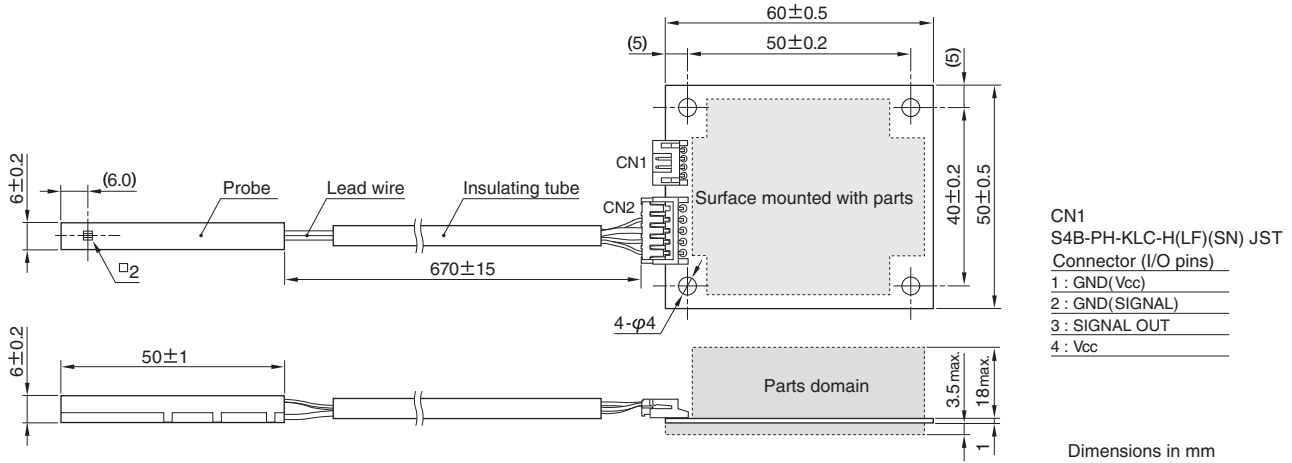 60±0.5
(5)
50±0.2
(5)
6±0.2
(6.0)
Probe
Lead wire
Insulating tube
CN1
CN2
Surface mounted with parts
40±0.2
50±0.5
□2
670±15
4-φ4
CN1
S4B-PH-KLC-H(LF)(SN) JST
Connector (I/O pins)
1 : GND(Vcc)
2 : GND(SIGNAL)
3 : SIGNAL OUT
4 : Vcc
6±0.2
50±1
Parts domain
3.5 max.
18 max.
1
Dimensions in mm